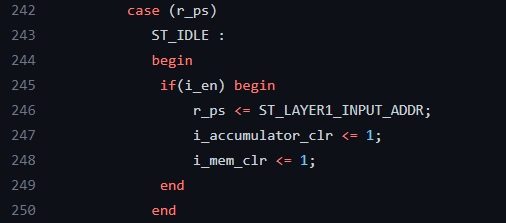 242 case (r_ps)
243 ST_IDLE :
244 begin
245 if(i_en) begin
246 r_ps <= ST_LAYER1_INPUT_ADDR;
247 i_accumulator_clr <= 1;
248 i_mem_clr <= 1;
249 end
250 end